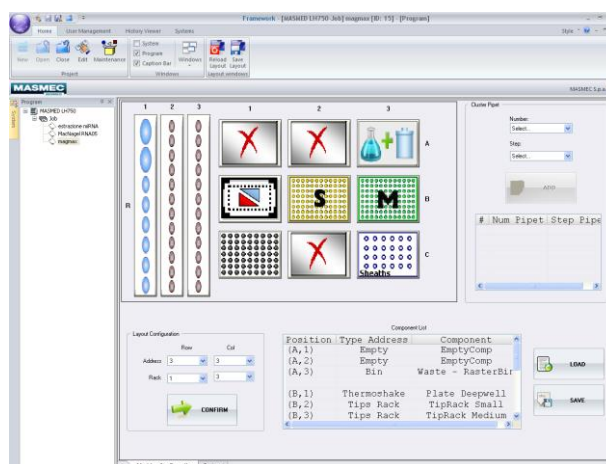 Framework - [MASMED LH750-Job] magmax [ID: 15] - [Program]
Home User Management History Viewer Systems
Style
New Open Close Edit Maintenance
Project
System
Program
Caption Bar
Windows
Windows
Reload Layout
Save Layout
Layout windows
MASMEC
MASMEC S.p.a
Program
System
MASMED LH750
Job
estrazione miRNA
MacNagel RNA05
magmax
1 2 3
R
1 2 3
A
S M B
Sheaths
C
Cluster Pipet
Number:
Select..
Step:
Select..
ADD
# Num Pipet Step Pipe
Layout Configuration
Row Col
Address 3 3
Rack 1 3
CONFIRM
Component List
Position Type Address Component
(A,1) Empty EmptyComp
(A,2) Empty EmptyComp
(A,3) Bin Waste - RasterBin
(B,1) Thermoshake Plate Deepwell
(B,2) Tips Rack TipRack Small
(B,3) Tips Rack TipRack Medium
LOAD
SAVE